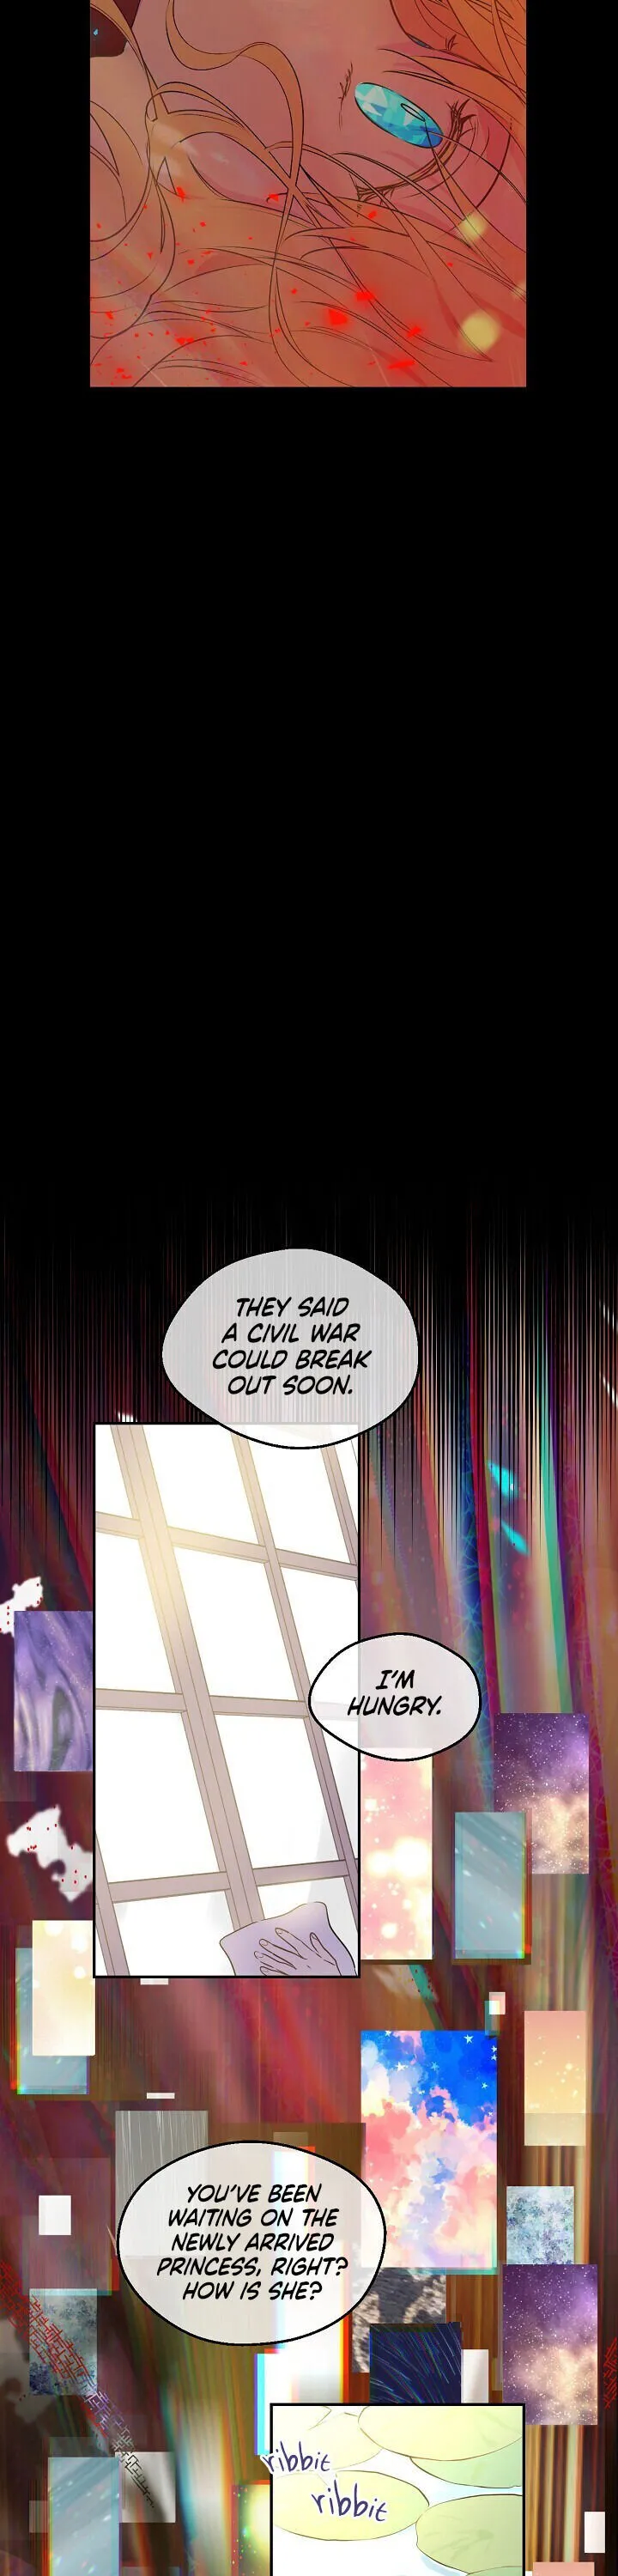 THEY SAID
A CIVIL WAR
COULD BREAK
OUT SOON.
I'M
HUNGRY.
YOU'VE BEEN
WAITING ON THE
NEWLY ARRIVED
PRINCESS, RIGHT?
HOW IS SHE?
ribbit
ribbit